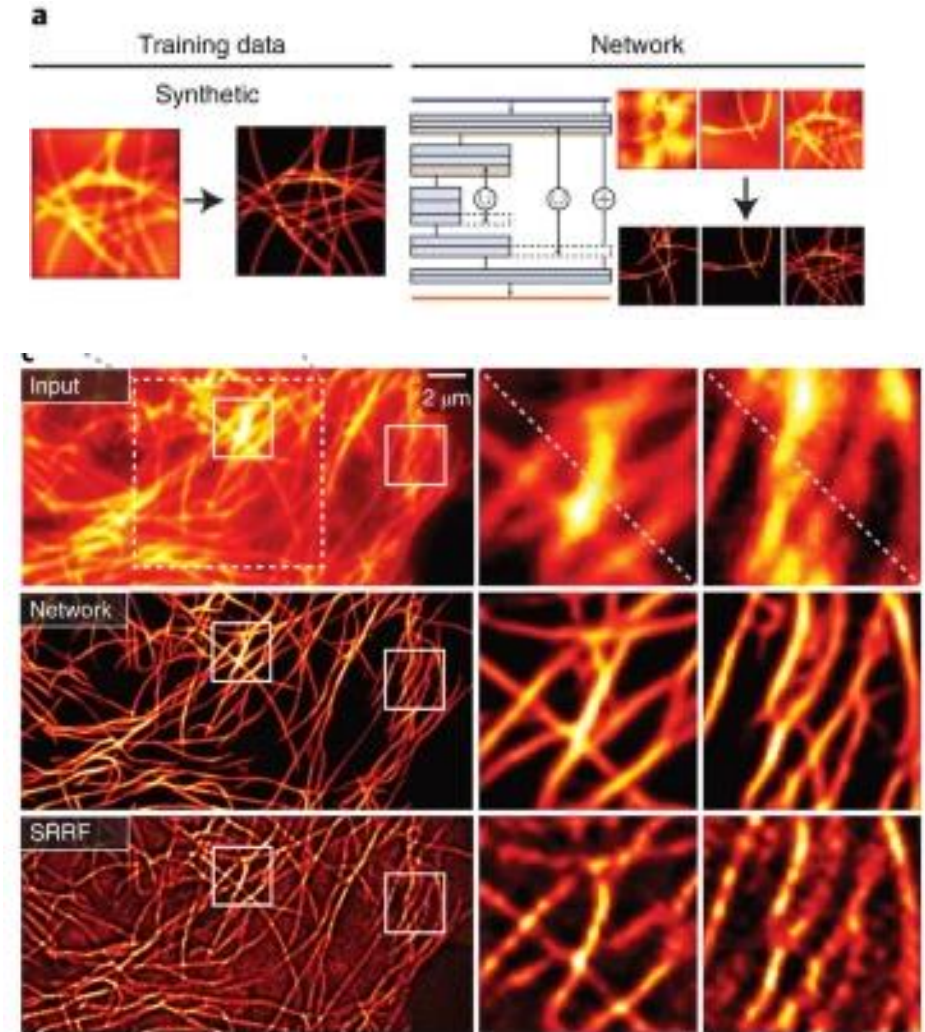 a
Training data
Network
Synthetic
c
Input
2 μm
Network
SRRF